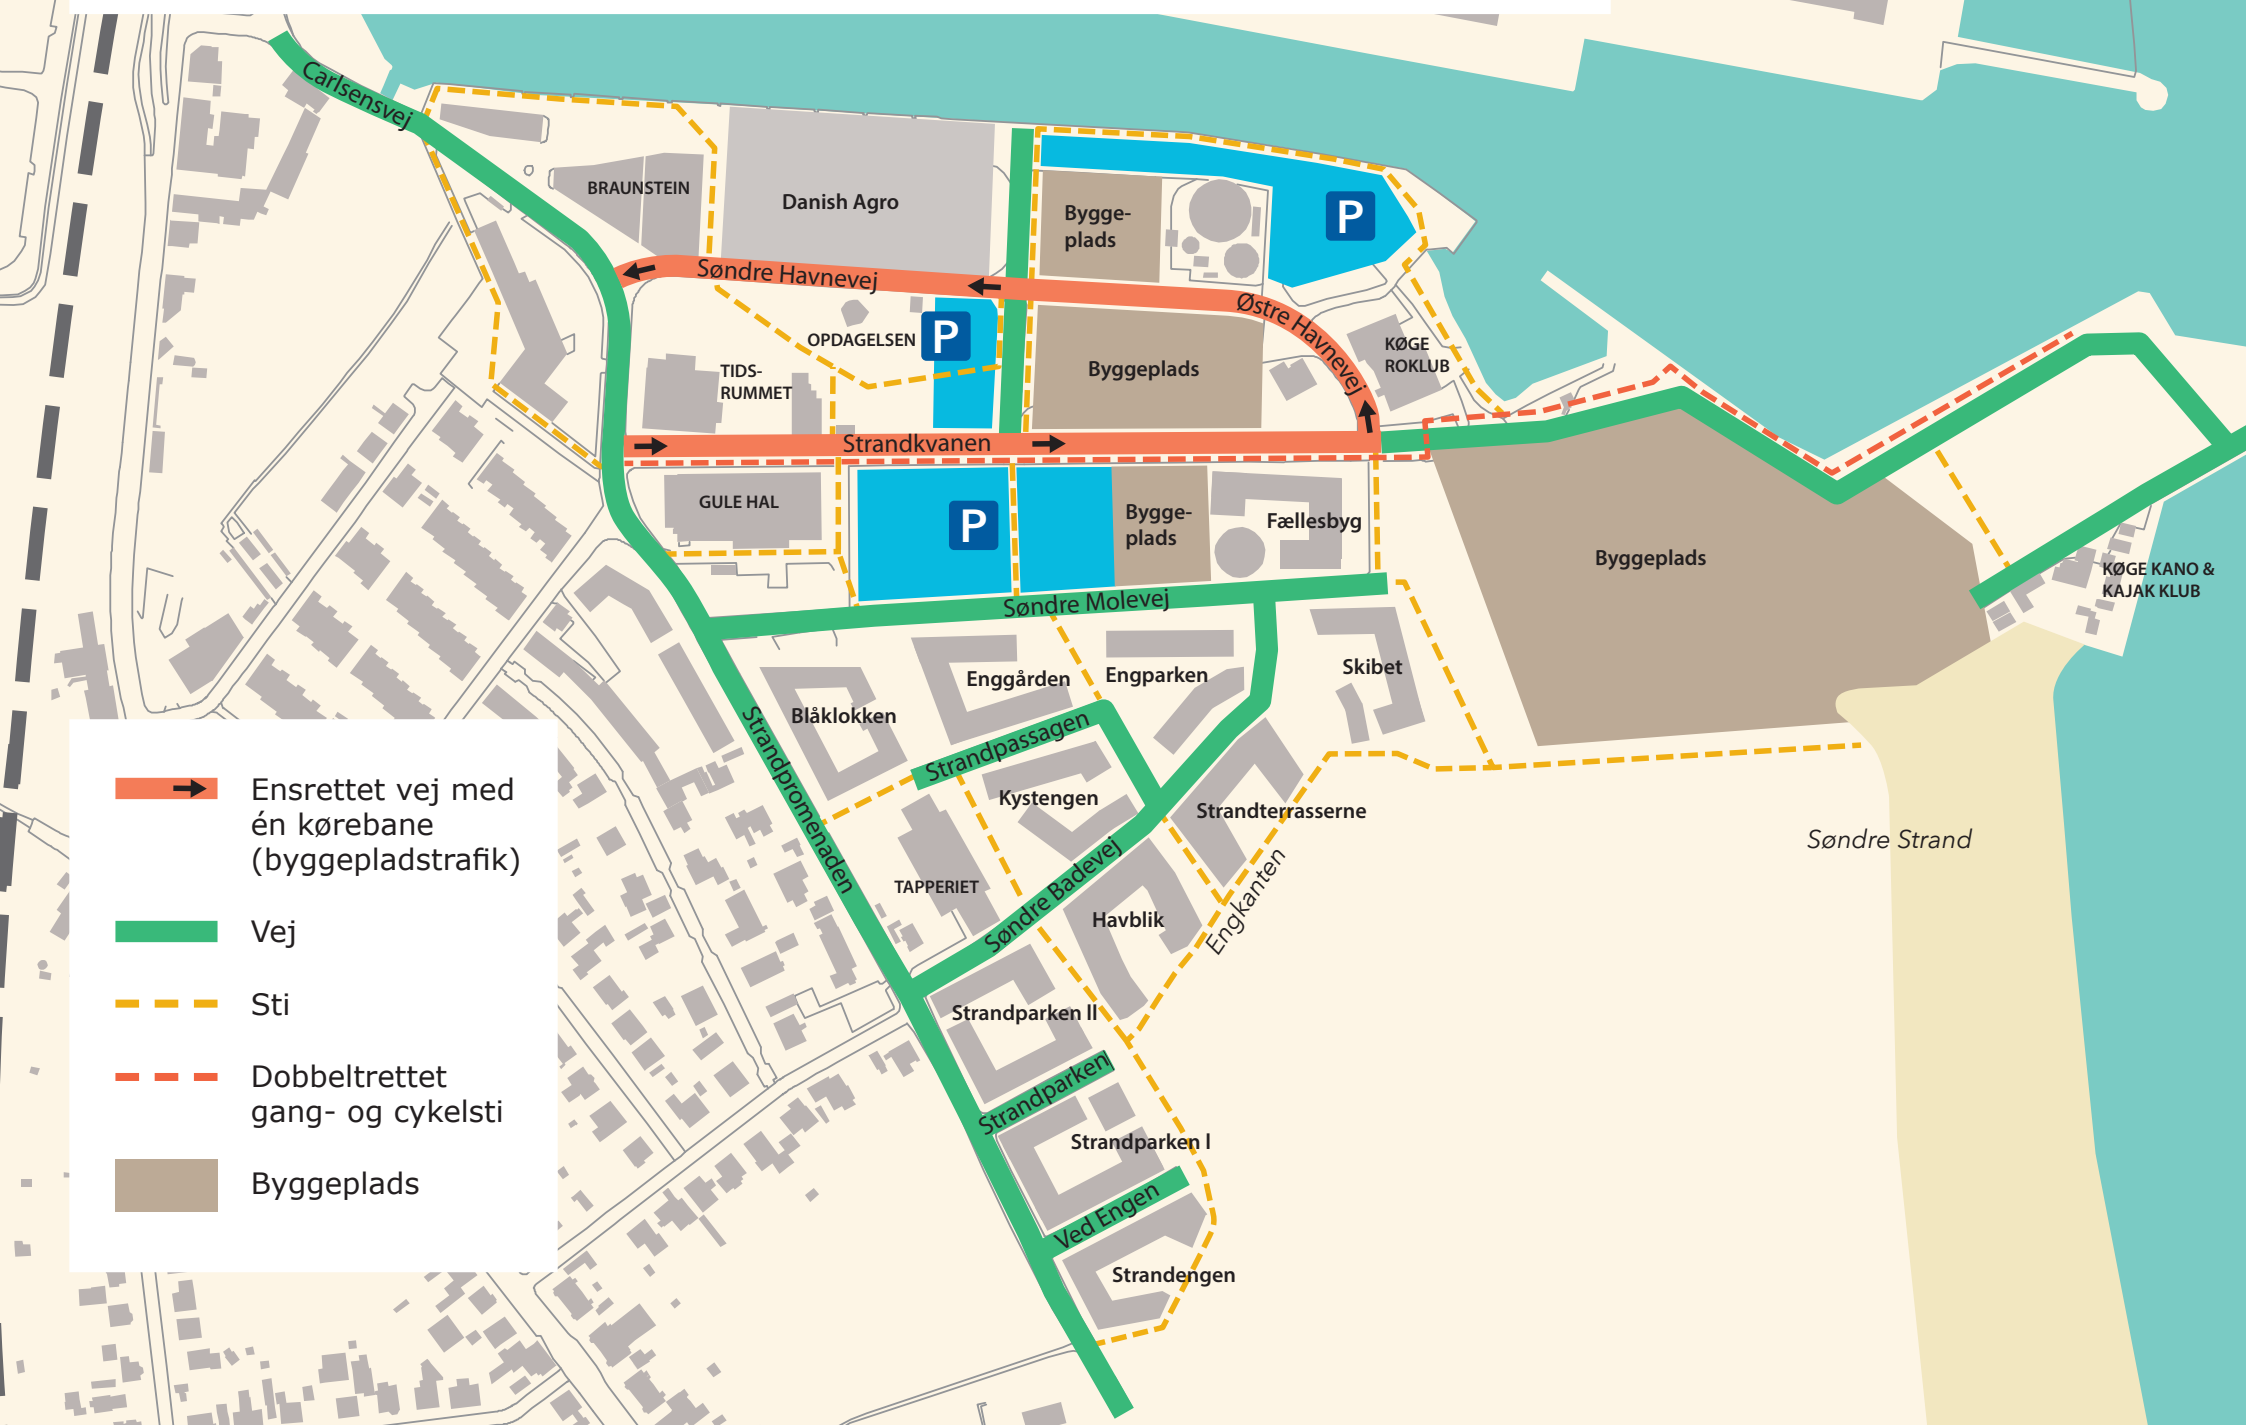 Carlsensvej
BRAUNSTEIN
Danish Agro
Bygge-
plads
P
Søndre Havnevej
Østre Havnevej
OPDAGELSEN
P
TIDS-
RUMMET
Byggeplads
KØGE
ROKLUB
Strandkvanen
GULE HAL
P
Bygge-
plads
Fællesbyg
Byggeplads
KØGE KANO &
KAJAK KLUB
Søndre Molevej
Enggården
Engparken
Skibet
Blåklokken
Strandpassagen
Strandpromenaden
Kystengen
Strandterrasserne
Søndre Strand
TAPPERIET
Søndre Badevej
Havblik
Engkanten
Strandparken II
Strandparken
Strandparken I
Ved Engen
Strandengen
Ensrettet vej med
én kørebane
(byggepladstrafik)
Vej
Sti
Dobbeltrettet
gang- og cykelsti
Byggeplads